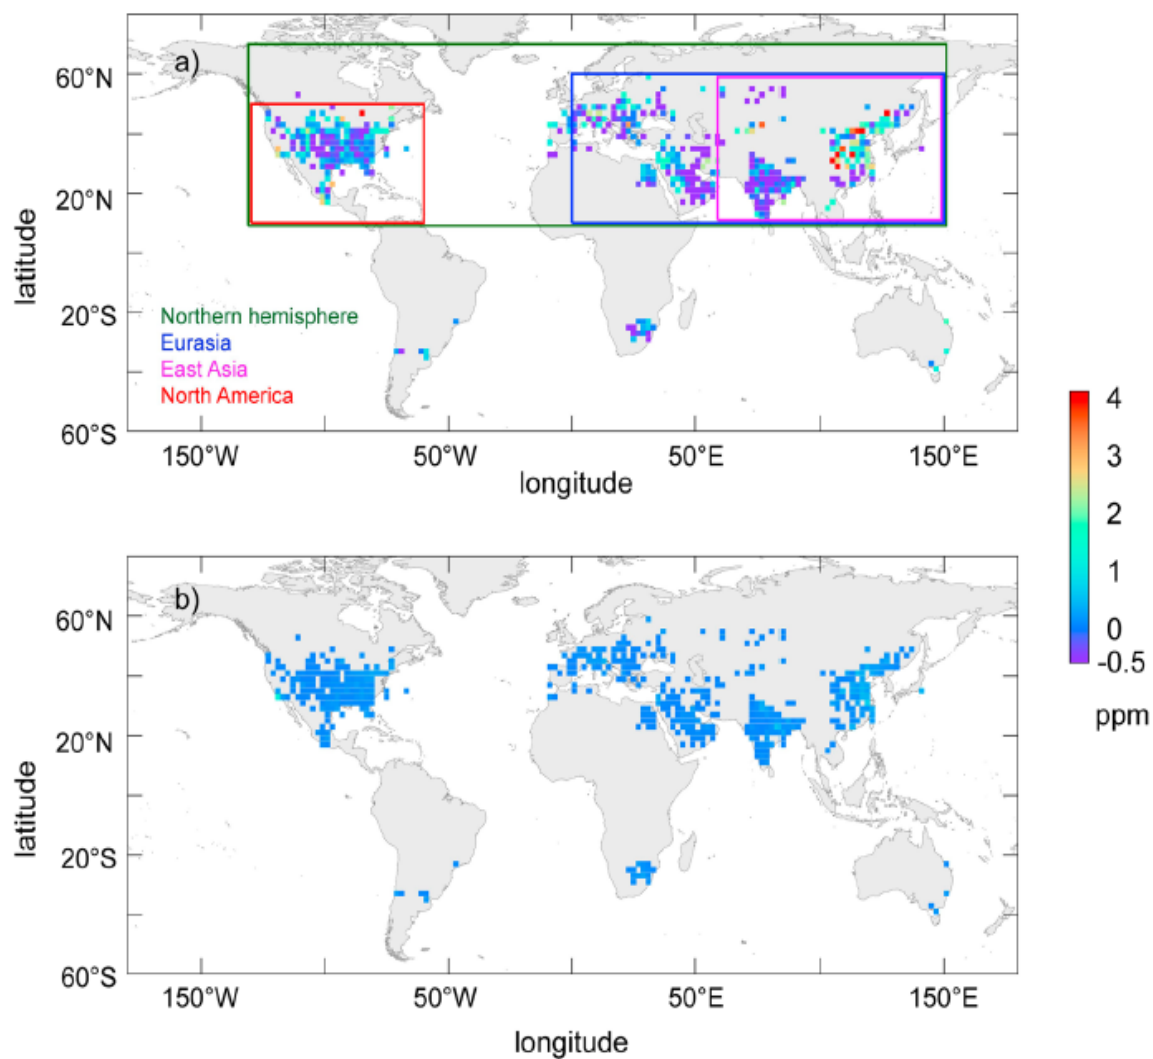 a)
60°N
20°N
20°S
60°S
latitude
Northern hemisphere
Eurasia
East Asia
North America
150°W 50°W 50°E 150°E
longitude
4
3
2
1
0
-0.5
ppm
b)
60°N
20°N
20°S
60°S
latitude
150°W 50°W 50°E 150°E
longitude